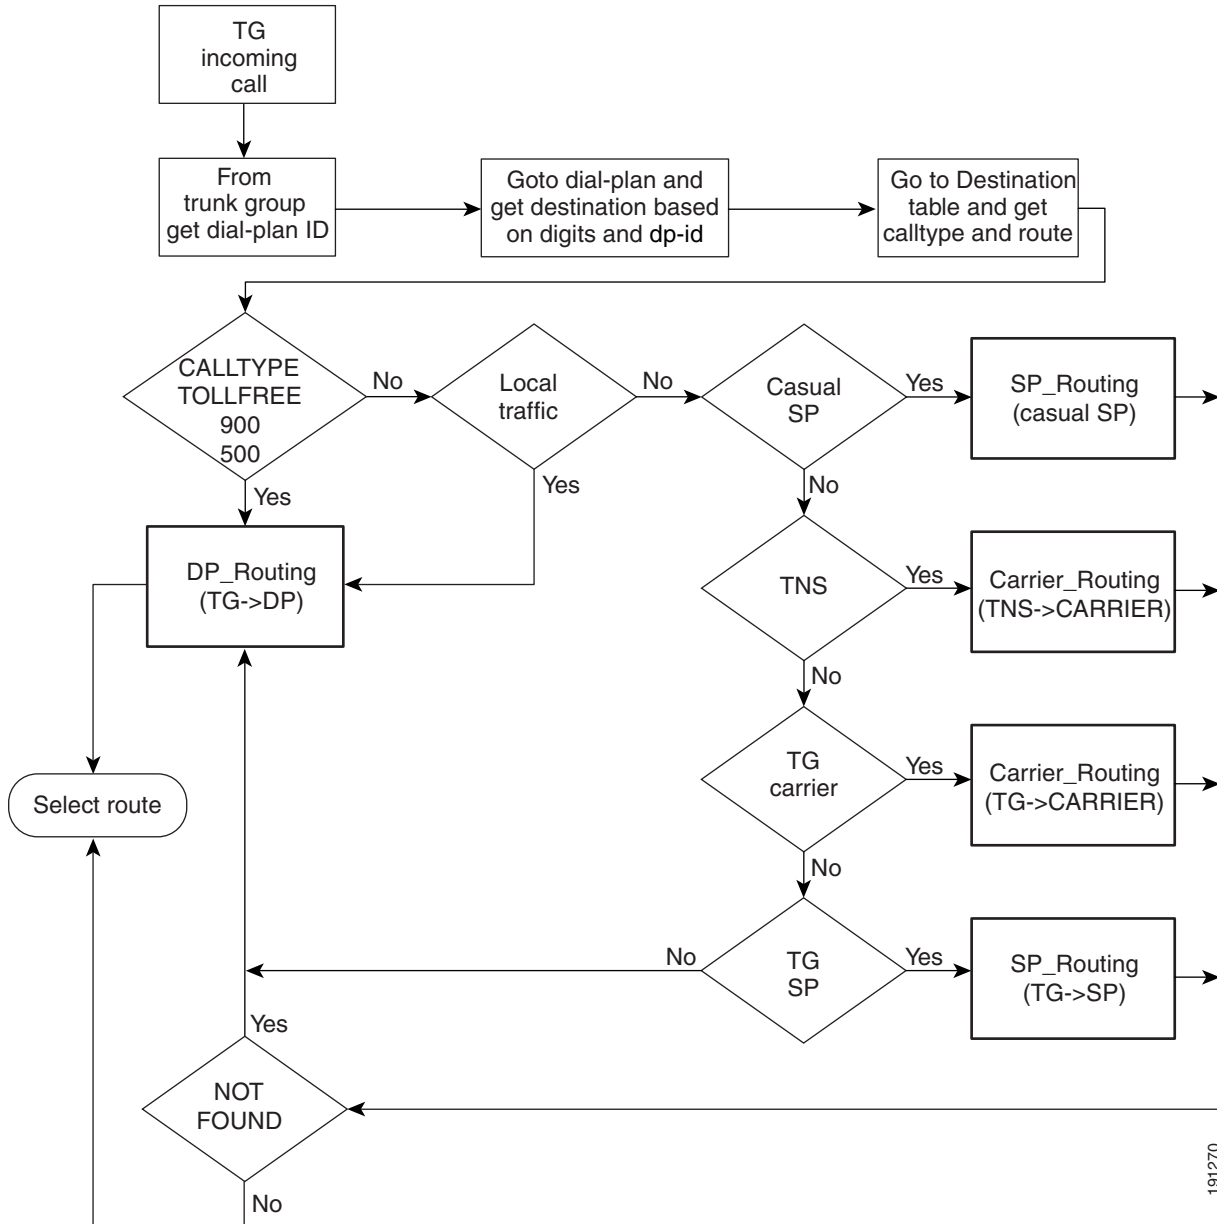 TG
incoming
call
From
trunk group
get dial-plan ID
Goto dial-plan and
get destination based
on digits and dp-id
Go to Destination
table and get
calltype and route
CALLTYPE
TOLLFREE
900
500
No
Local
traffic
No
Casual
SP
Yes
SP_Routing
(casual SP)
Yes
Yes
No
DP_Routing
(TG->DP)
TNS
Yes
Carrier_Routing
(TNS->CARRIER)
No
TG
carrier
Yes
Carrier_Routing
(TG->CARRIER)
Select route
No
No
TG
SP
Yes
SP_Routing
(TG->SP)
Yes
NOT
FOUND
No
191270